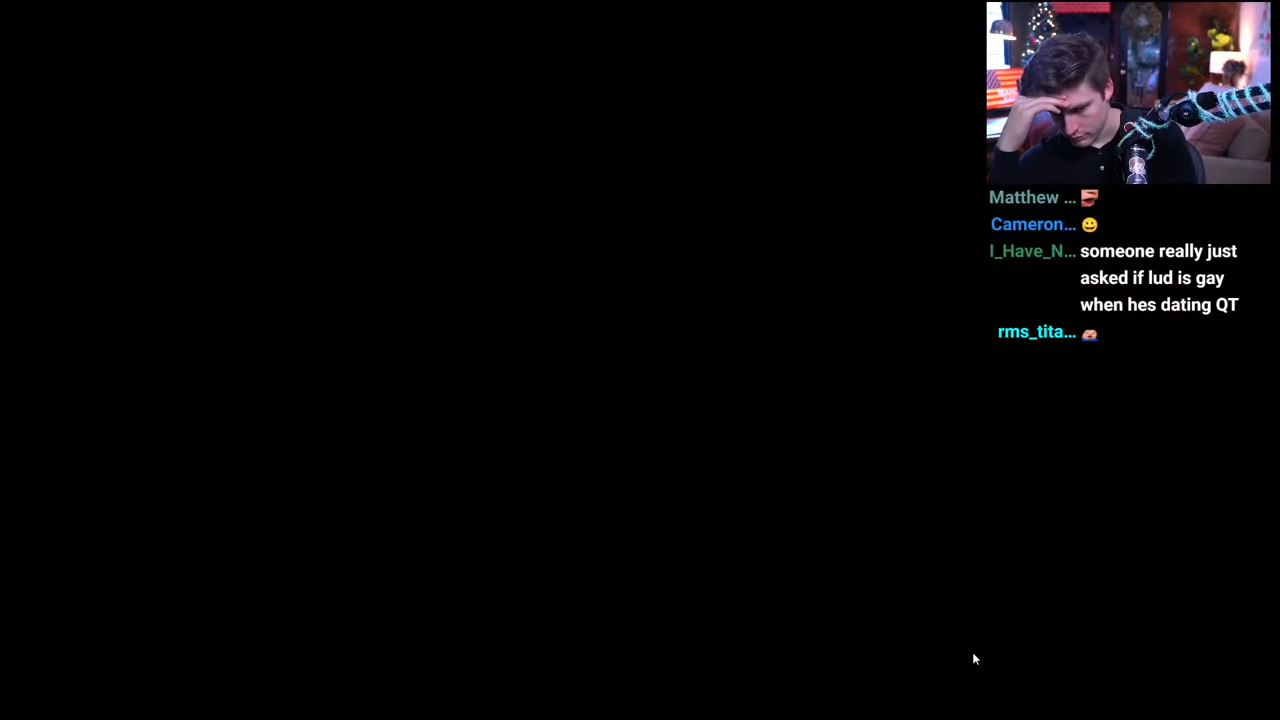 Matthew ...
Cameron...
I_Have_N... someone really just
asked if lud is gay
when hes dating QT
rms_tita...